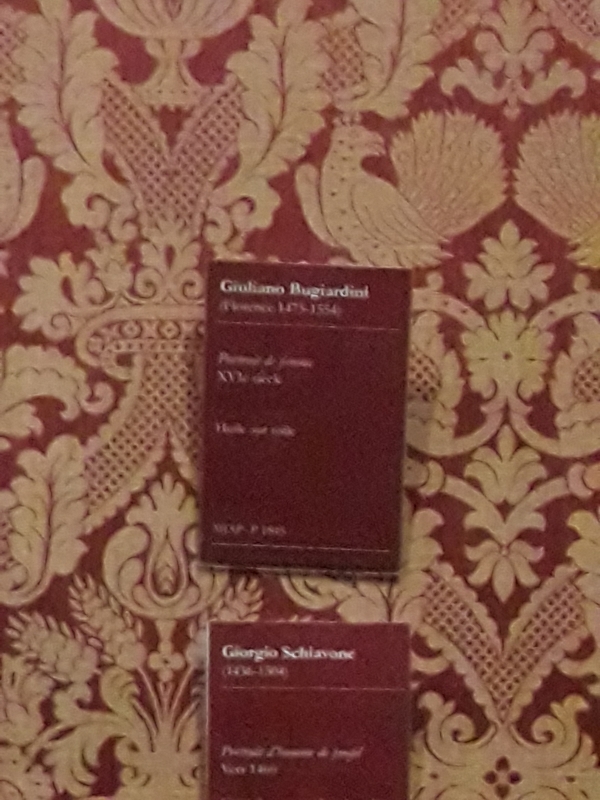 Giuliano Bugiardini
(Florence 1475-1554)
Portrait de femme
XVIe siècle
Huile sur toile
Giorgio Schiavone
(1436-1504)
Portrait d'homme de profil
Vers 1460